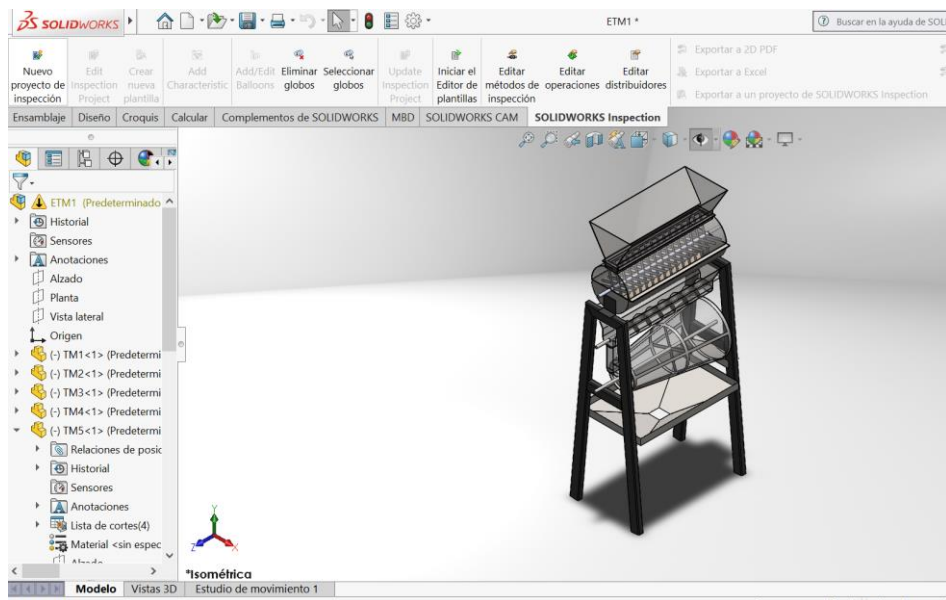 SOLIDWORKS
ETM1 *
Buscar en la ayuda de SOL
Nuevo proyecto de inspección
Edit Inspection Project
Crear nueva plantilla
Add Characteristic
Add/Edit Balloons
Eliminar globos
Seleccionar globos
Update Inspection Project
Iniciar el Editor de plantillas
Editar métodos de inspección
Editar operaciones
Editar distribuidores
Exportar a 2D PDF
Exportar a Excel
Exportar a un proyecto de SOLIDWORKS Inspection
Ensamblaje Diseño Croquis Calcular Complementos de SOLIDWORKS MBD SOLIDWORKS CAM SOLIDWORKS Inspection
ETM1 (Predeterminado
Historial
Sensores
Anotaciones
Alzado
Planta
Vista lateral
Origen
(-) TM1<1> (Predetermi
(-) TM2<1> (Predetermi
(-) TM3<1> (Predetermi
(-) TM4<1> (Predetermi
(-) TM5<1> (Predetermi
Relaciones de posic
Historial
Sensores
Anotaciones
Lista de cortes(4)
Material <sin espec
Alzado
Y
Z
X
*Isométrica
Modelo Vistas 3D Estudio de movimiento 1